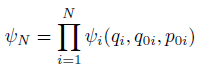 ψ_N = ∏_{i=1}^{N} ψ_i(q_i, q_{0i}, p_{0i})